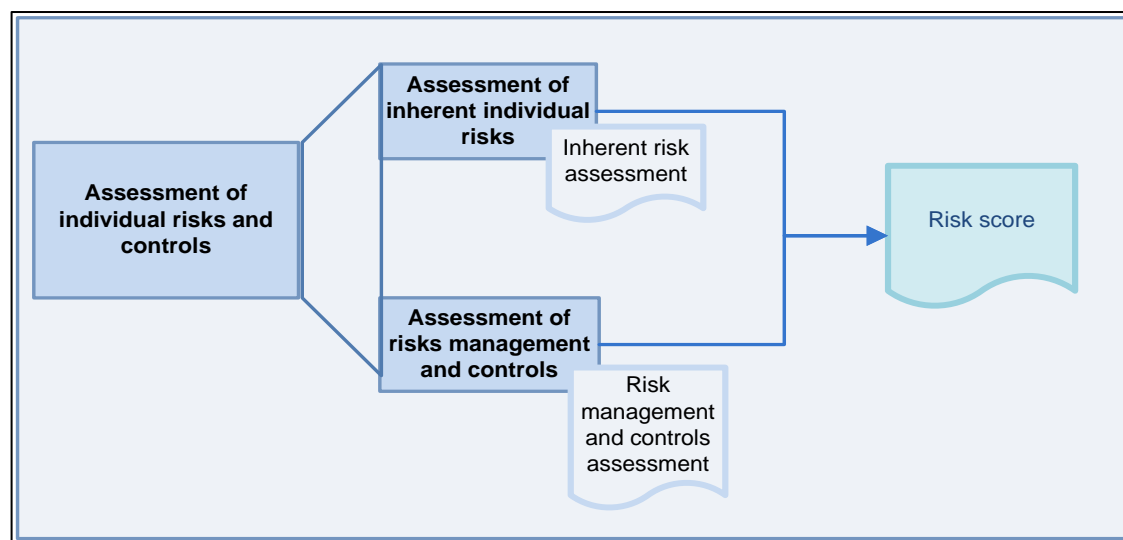 Assessment of
individual risks and
controls
Assessment of
inherent individual
risks
Inherent risk
assessment
Assessment of
risks management
and controls
Risk
management
and controls
assessment
Risk score